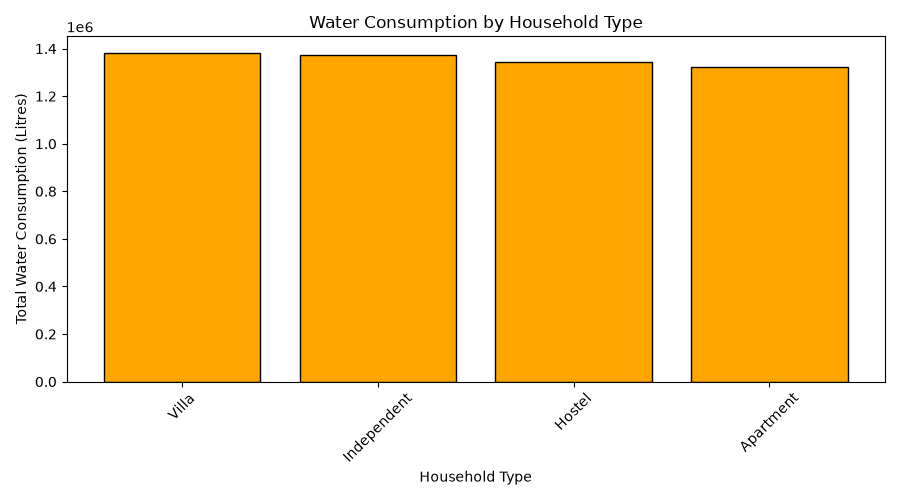 Water Consumption by Household Type
1e6
Total Water Consumption (Litres)
1.4
1.2
1.0
0.8
0.6
0.4
0.2
0.0
Villa
Independent
Hostel
Apartment
Household Type